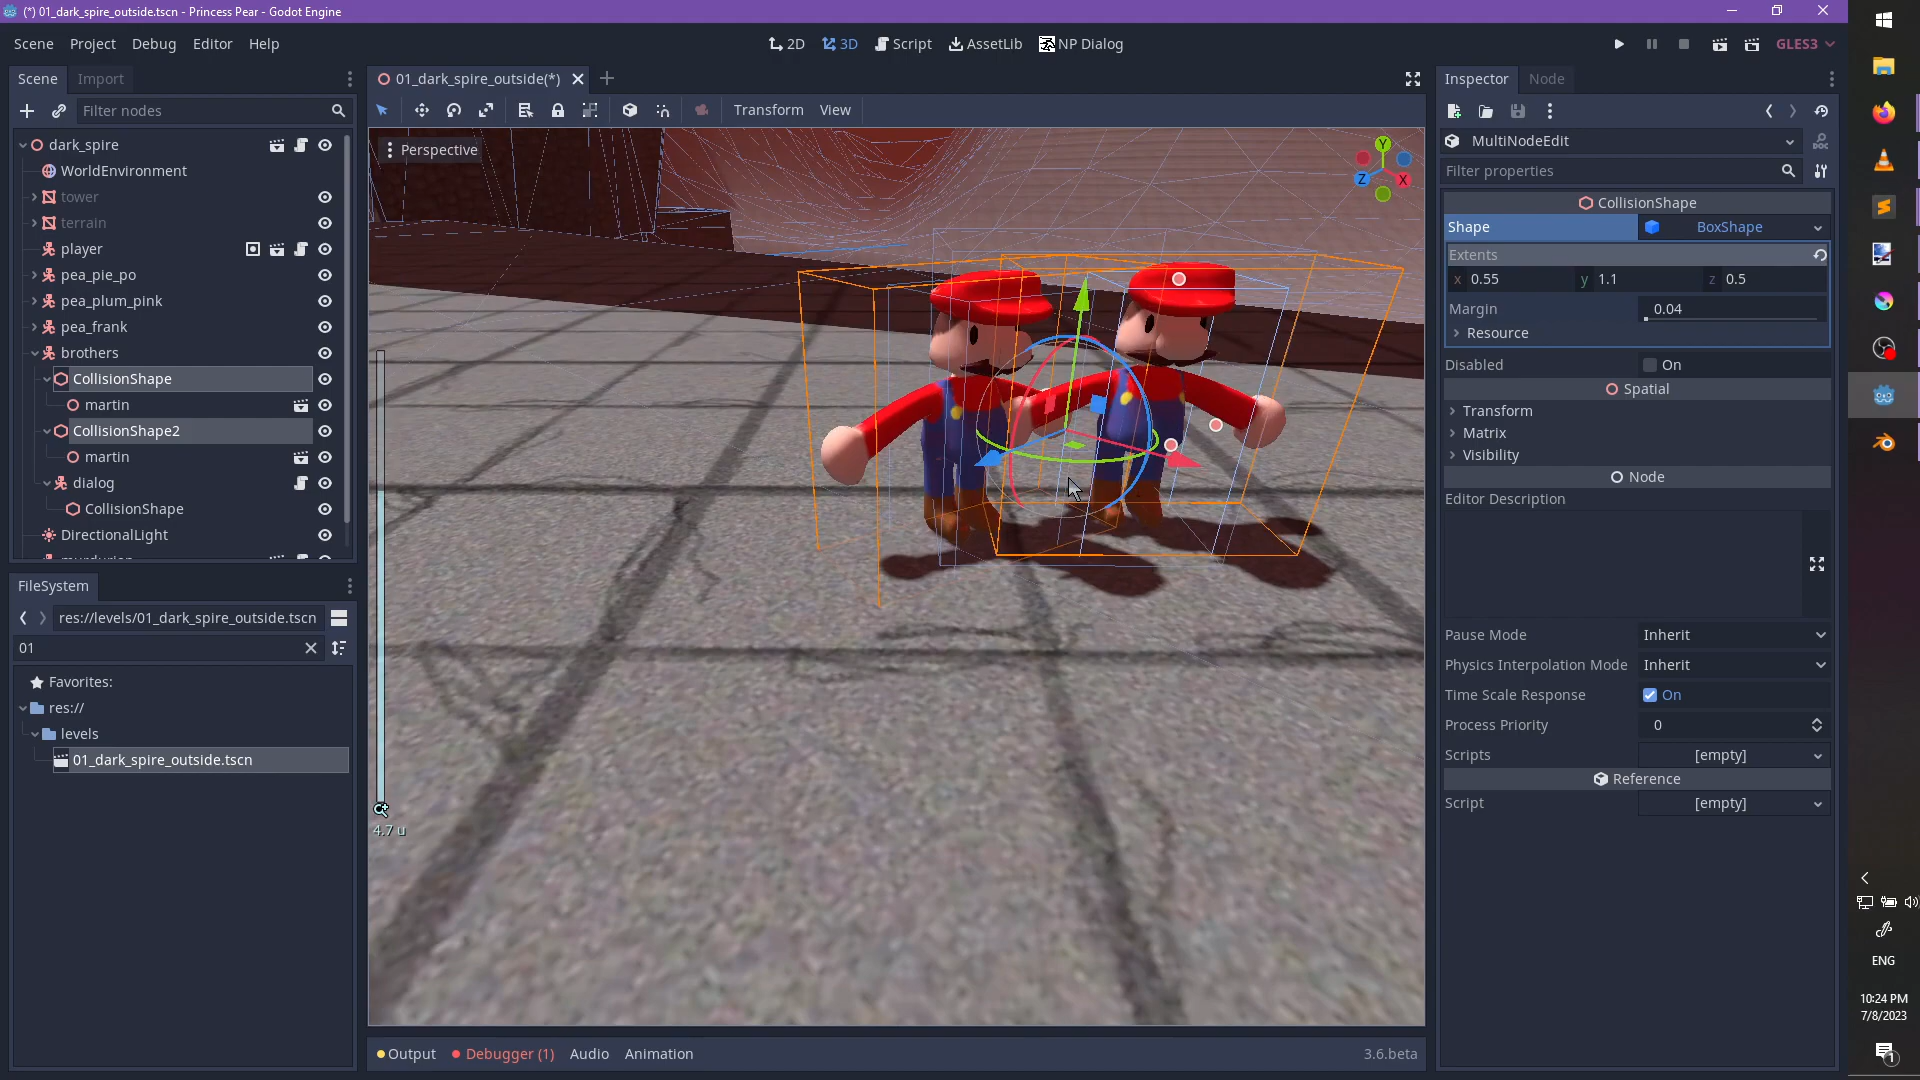 (*) 01_dark_spire_outside.tscn - Princess Pear - Godot Engine
Scene Project Debug Editor Help
2D 3D Script AssetLib NP Dialog
GLES3
Scene Import
Filter nodes
dark_spire
WorldEnvironment
tower
terrain
player
pea_pie_po
pea_plum_pink
pea_frank
brothers
CollisionShape
martin
CollisionShape2
martin
dialog
CollisionShape
DirectionalLight
FileSystem
res://levels/01_dark_spire_outside.tscn
01
Favorites:
res://
levels
01_dark_spire_outside.tscn
01_dark_spire_outside(*)
Transform View
Perspective
Y
Z
X
4.7 u
Output Debugger (1) Audio Animation
3.6.beta
Inspector Node
MultiNodeEdit
DOC
Filter properties
CollisionShape
Shape BoxShape
Extents
x 0.55 y 1.1 z 0.5
Margin 0.04
Resource
Disabled On
Spatial
Transform
Matrix
Visibility
Node
Editor Description
Pause Mode Inherit
Physics Interpolation Mode Inherit
Time Scale Response On
Process Priority 0
Scripts [empty]
Reference
Script [empty]
ENG
10:24 PM
7/8/2023
1